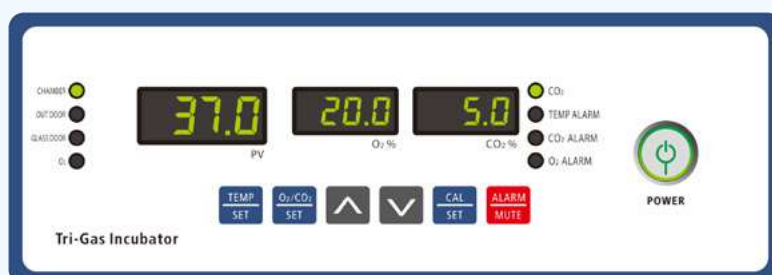 CHAMBER
OUT DOOR
GLASS DOOR
O₂
37.0
PV
20.0
O₂ %
5.0
CO₂ %
CO₂
TEMP ALARM
CO₂ ALARM
O₂ ALARM
TEMP
SET
O₂/CO₂
SET
CAL
SET
ALARM
MUTE
POWER
Tri-Gas Incubator